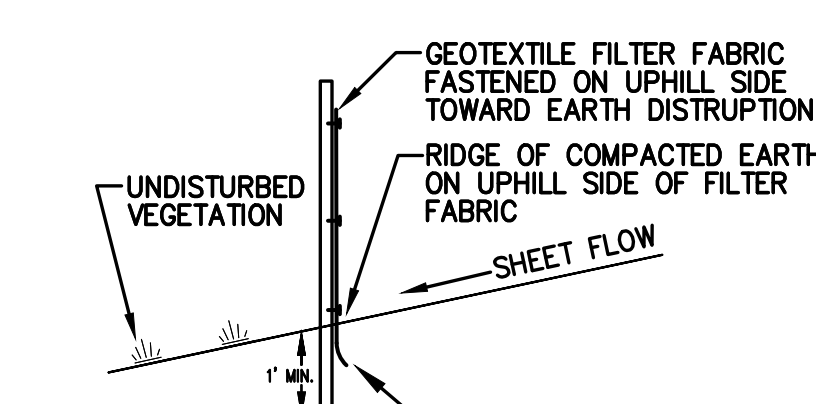 GEOTEXTILE FILTER FABRIC
FASTENED ON UPHILL SIDE
TOWARD EARTH DISTRUPTION
RIDGE OF COMPACTED EARTH
ON UPHILL SIDE OF FILTER
FABRIC
UNDISTURBED
VEGETATION
SHEET FLOW
1' MIN.